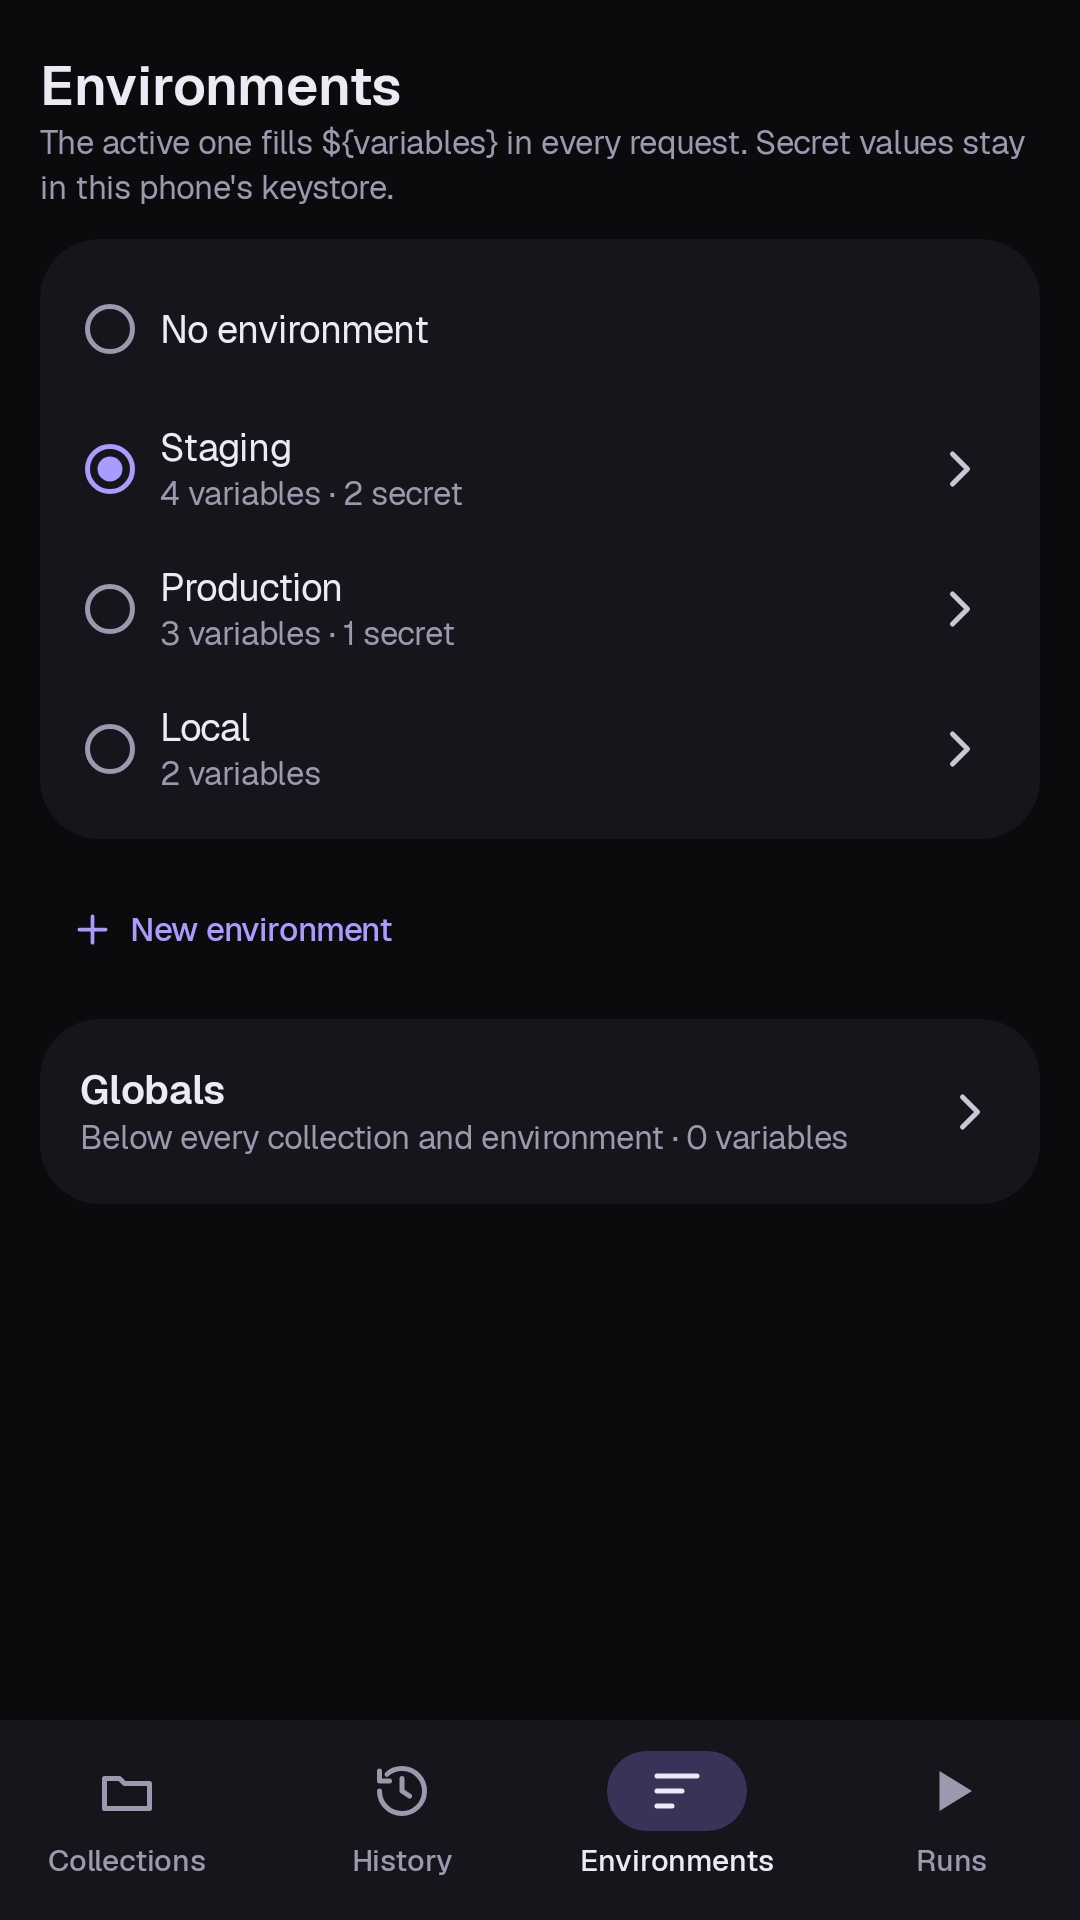 Environments
The active one fills ${variables} in every request. Secret values stay
in this phone's keystore.
No environment
Staging
4 variables · 2 secret
Production
3 variables · 1 secret
Local
2 variables
New environment
Globals
Below every collection and environment · 0 variables
Collections
History
Environments
Runs